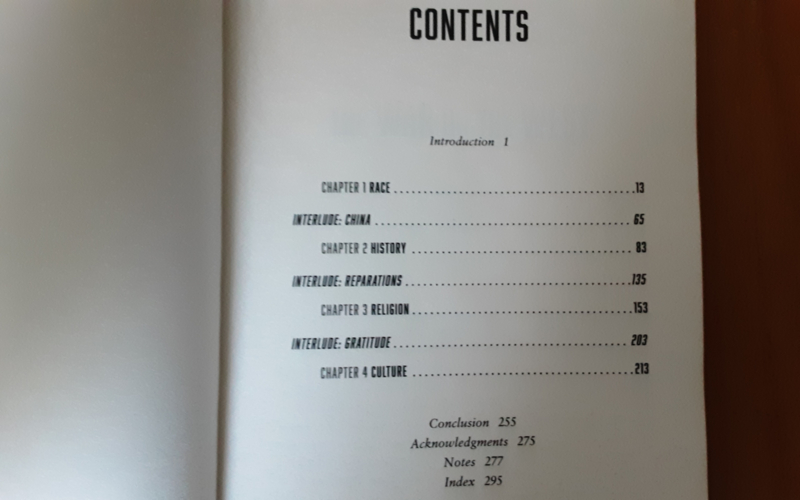 CONTENTS
Introduction 1
CHAPTER 1 RACE ........................................ 13
INTERLUDE: CHINA ........................................ 65
CHAPTER 2 HISTORY ........................................ 83
INTERLUDE: REPARATIONS ........................................ 135
CHAPTER 3 RELIGION ........................................ 153
INTERLUDE: GRATITUDE ........................................ 203
CHAPTER 4 CULTURE ........................................ 213
Conclusion 255
Acknowledgments 275
Notes 277
Index 295